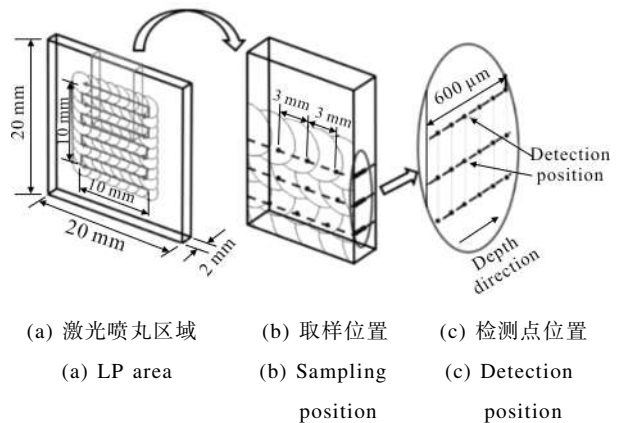 20 mm
10 mm
10 mm
20 mm
2 mm
3 mm
3 mm
600 μm
Detection
position
Depth
direction
(a) 激光喷丸区域
(b) 取样位置
(c) 检测点位置
(a) LP area
(b) Sampling
position
(c) Detection
position